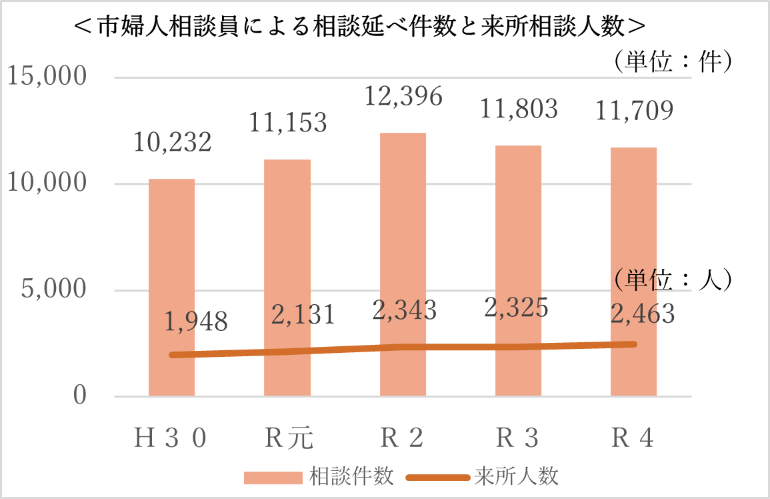 ＜市婦人相談員による相談延べ件数と来所相談人数＞
（単位：件）
15,000
12,396
11,803
11,709
11,153
10,232
10,000
（単位：人）
5,000
1,948
2,131
2,343
2,325
2,463
0
H３０ R元 R２ R３ R４
相談件数 来所人数